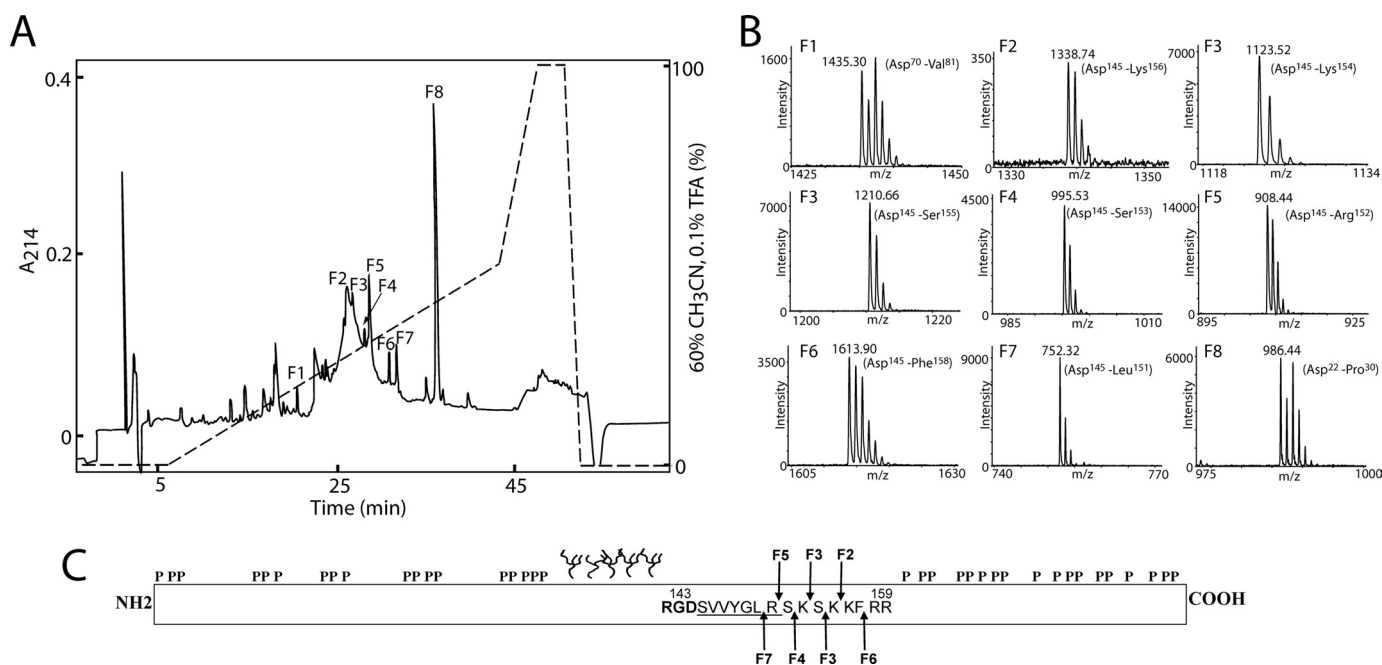 A
B
0.4
0.2
0
A214
5
25
45
Time (min)
100
0
60% CH3CN, 0.1% TFA (%)
F1
F2
F3
F5
F4
F6
F7
F8
F1
1600
0
Intensity
1435.30
(Asp70 -Val81)
1425
m/z
1450
F2
350
0
Intensity
1338.74
(Asp145 -Lys156)
1330
m/z
1350
F3
7000
0
Intensity
1123.52
(Asp145 -Lys154)
1118
m/z
1134
F3
7000
0
Intensity
1210.66
(Asp145 -Ser155)
1200
m/z
1220
F4
4500
0
Intensity
995.53
(Asp145 -Ser153)
985
m/z
1010
F5
14000
0
Intensity
908.44
(Asp145 -Arg152)
895
m/z
925
F6
3500
0
Intensity
1613.90
(Asp145 -Phe158)
1605
m/z
1630
F7
9000
0
Intensity
752.32
(Asp145 -Leu151)
740
m/z
770
F8
6000
0
Intensity
986.44
(Asp22 -Pro30)
975
m/z
1000
C
F5 F3 F2
P PP PP P PP P PP PP PP PPP P PP PP P PP P PP PP P PP
NH2
143 159
RGDSVVYGLRSKSKKFRR
COOH
F7 F4 F3 F6